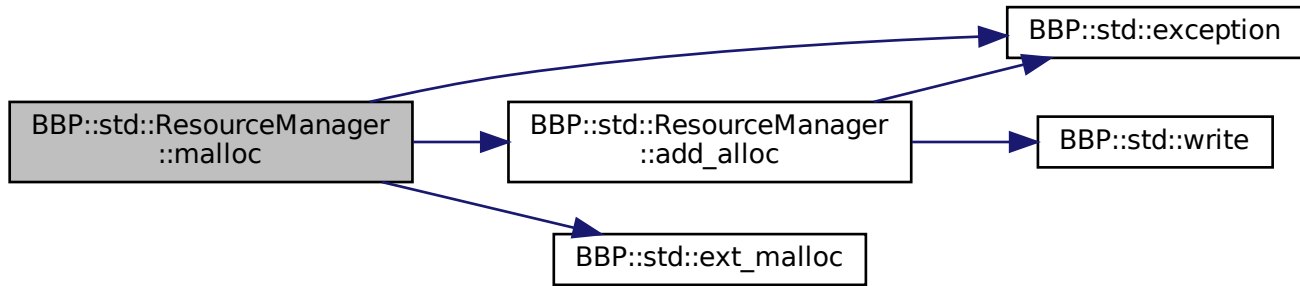 BBP::std::ResourceManager
::malloc
BBP::std::exception
BBP::std::ResourceManager
::add_alloc
BBP::std::write
BBP::std::ext_malloc